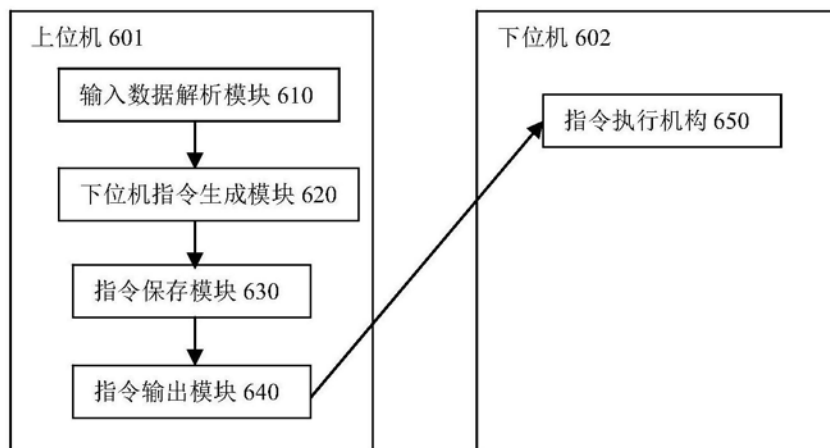 上位机 601
输入数据解析模块 610
下位机指令生成模块 620
指令保存模块 630
指令输出模块 640
下位机 602
指令执行机构 650